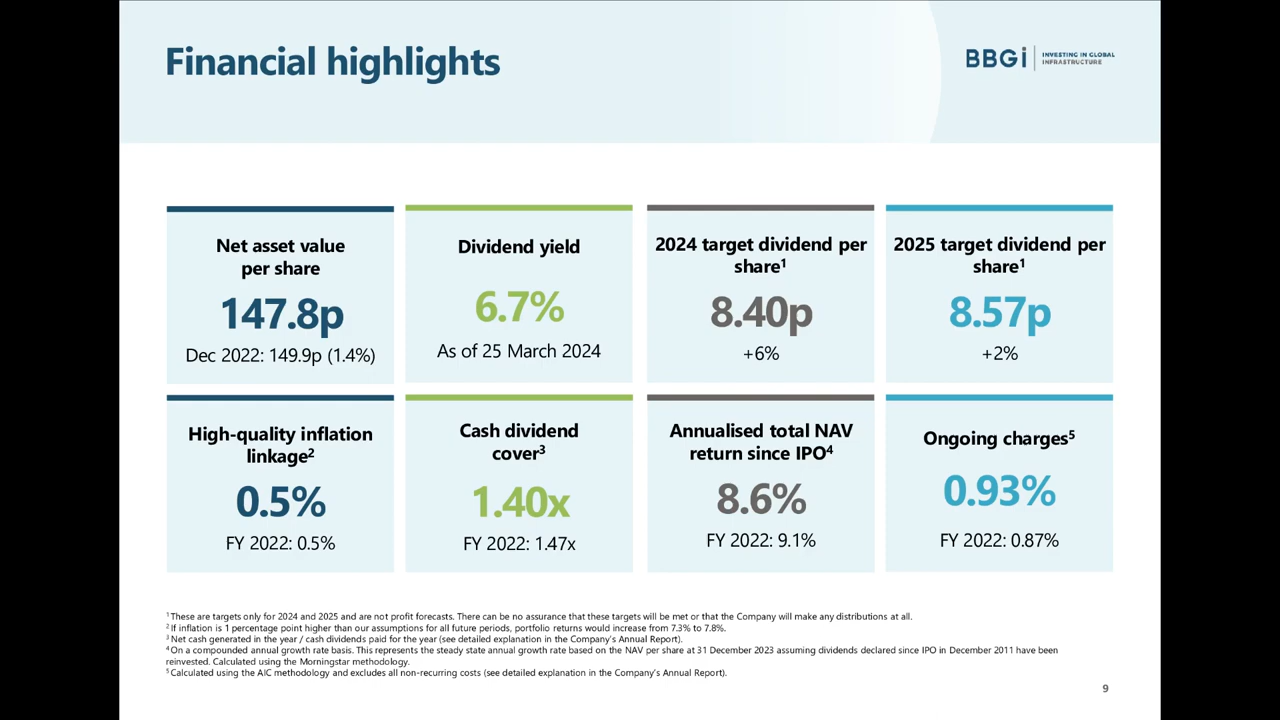 Financial highlights
BBGi
INVESTING IN GLOBAL
INFRASTRUCTURE
Net asset value
per share
147.8p
Dec 2022: 149.9p (1.4%)
Dividend yield
6.7%
As of 25 March 2024
2024 target dividend per
share¹
8.40p
+6%
2025 target dividend per
share¹
8.57p
+2%
High-quality inflation
linkage²
0.5%
FY 2022: 0.5%
Cash dividend
cover³
1.40x
FY 2022: 1.47x
Annualised total NAV
return since IPO⁴
8.6%
FY 2022: 9.1%
Ongoing charges⁵
0.93%
FY 2022: 0.87%
¹ These are targets only for 2024 and 2025 and are not profit forecasts. There can be no assurance that these targets will be met or that the Company will make any distributions at all.
² If inflation is 1 percentage point higher than our assumptions for all future periods, portfolio returns would increase from 7.3% to 7.8%.
³ Net cash generated in the year / cash dividends paid for the year (see detailed explanation in the Company's Annual Report).
⁴ On a compounded annual growth rate basis. This represents the steady state annual growth rate based on the NAV per share at 31 December 2023 assuming dividends declared since IPO in December 2011 have been
reinvested. Calculated using the Morningstar methodology.
⁵ Calculated using the AIC methodology and excludes all non-recurring costs (see detailed explanation in the Company's Annual Report).
9